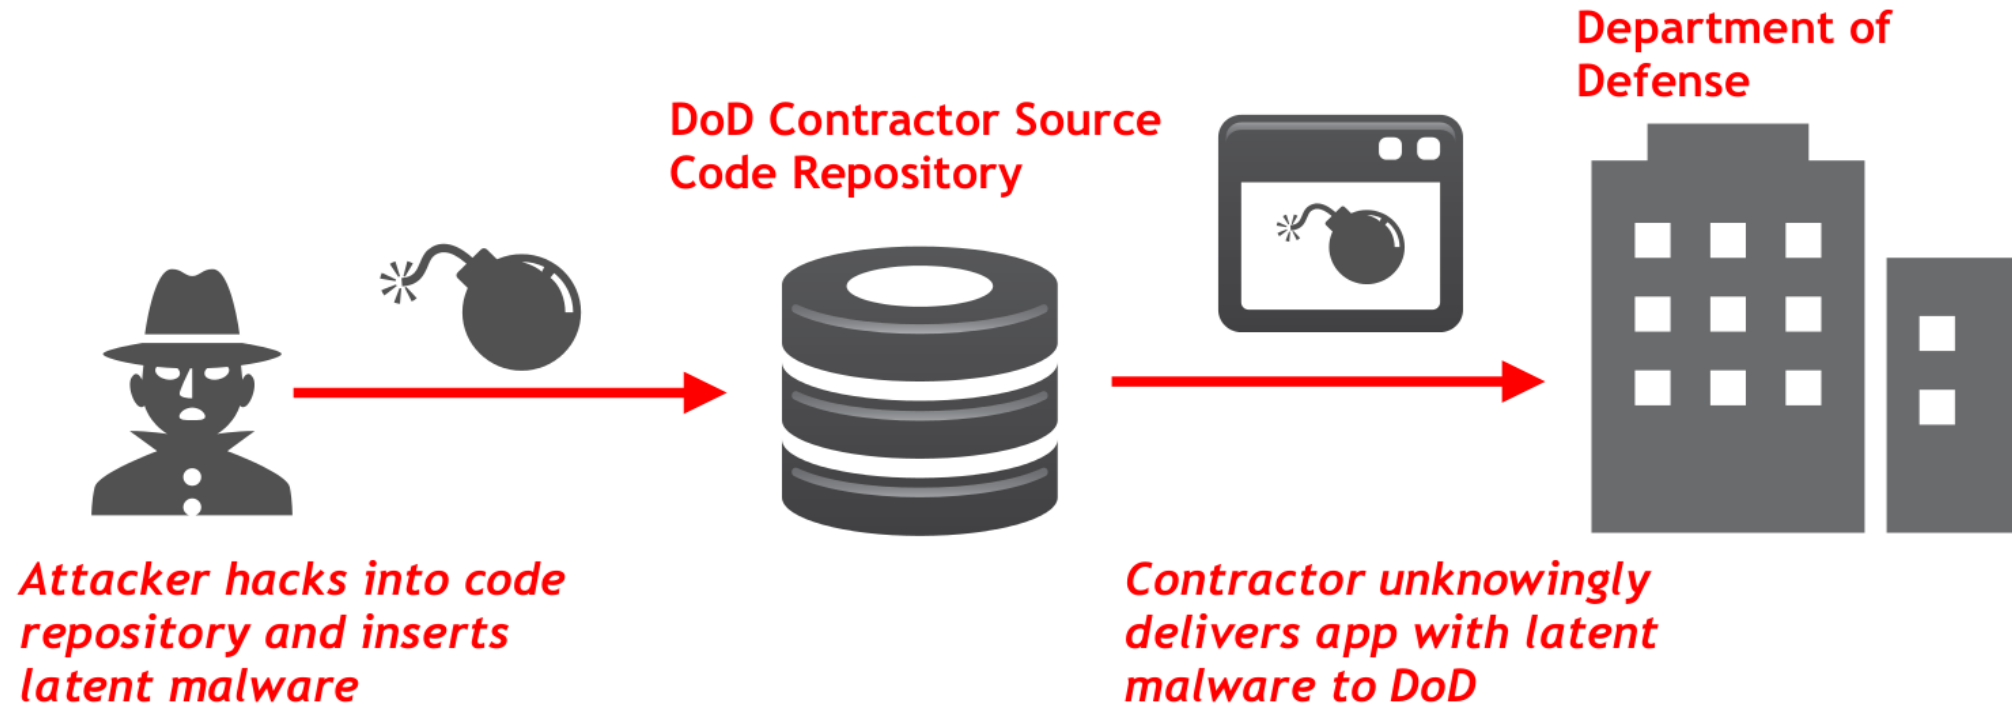 Department of
Defense
DoD Contractor Source
Code Repository
Attacker hacks into code
repository and inserts
latent malware
Contractor unknowingly
delivers app with latent
malware to DoD